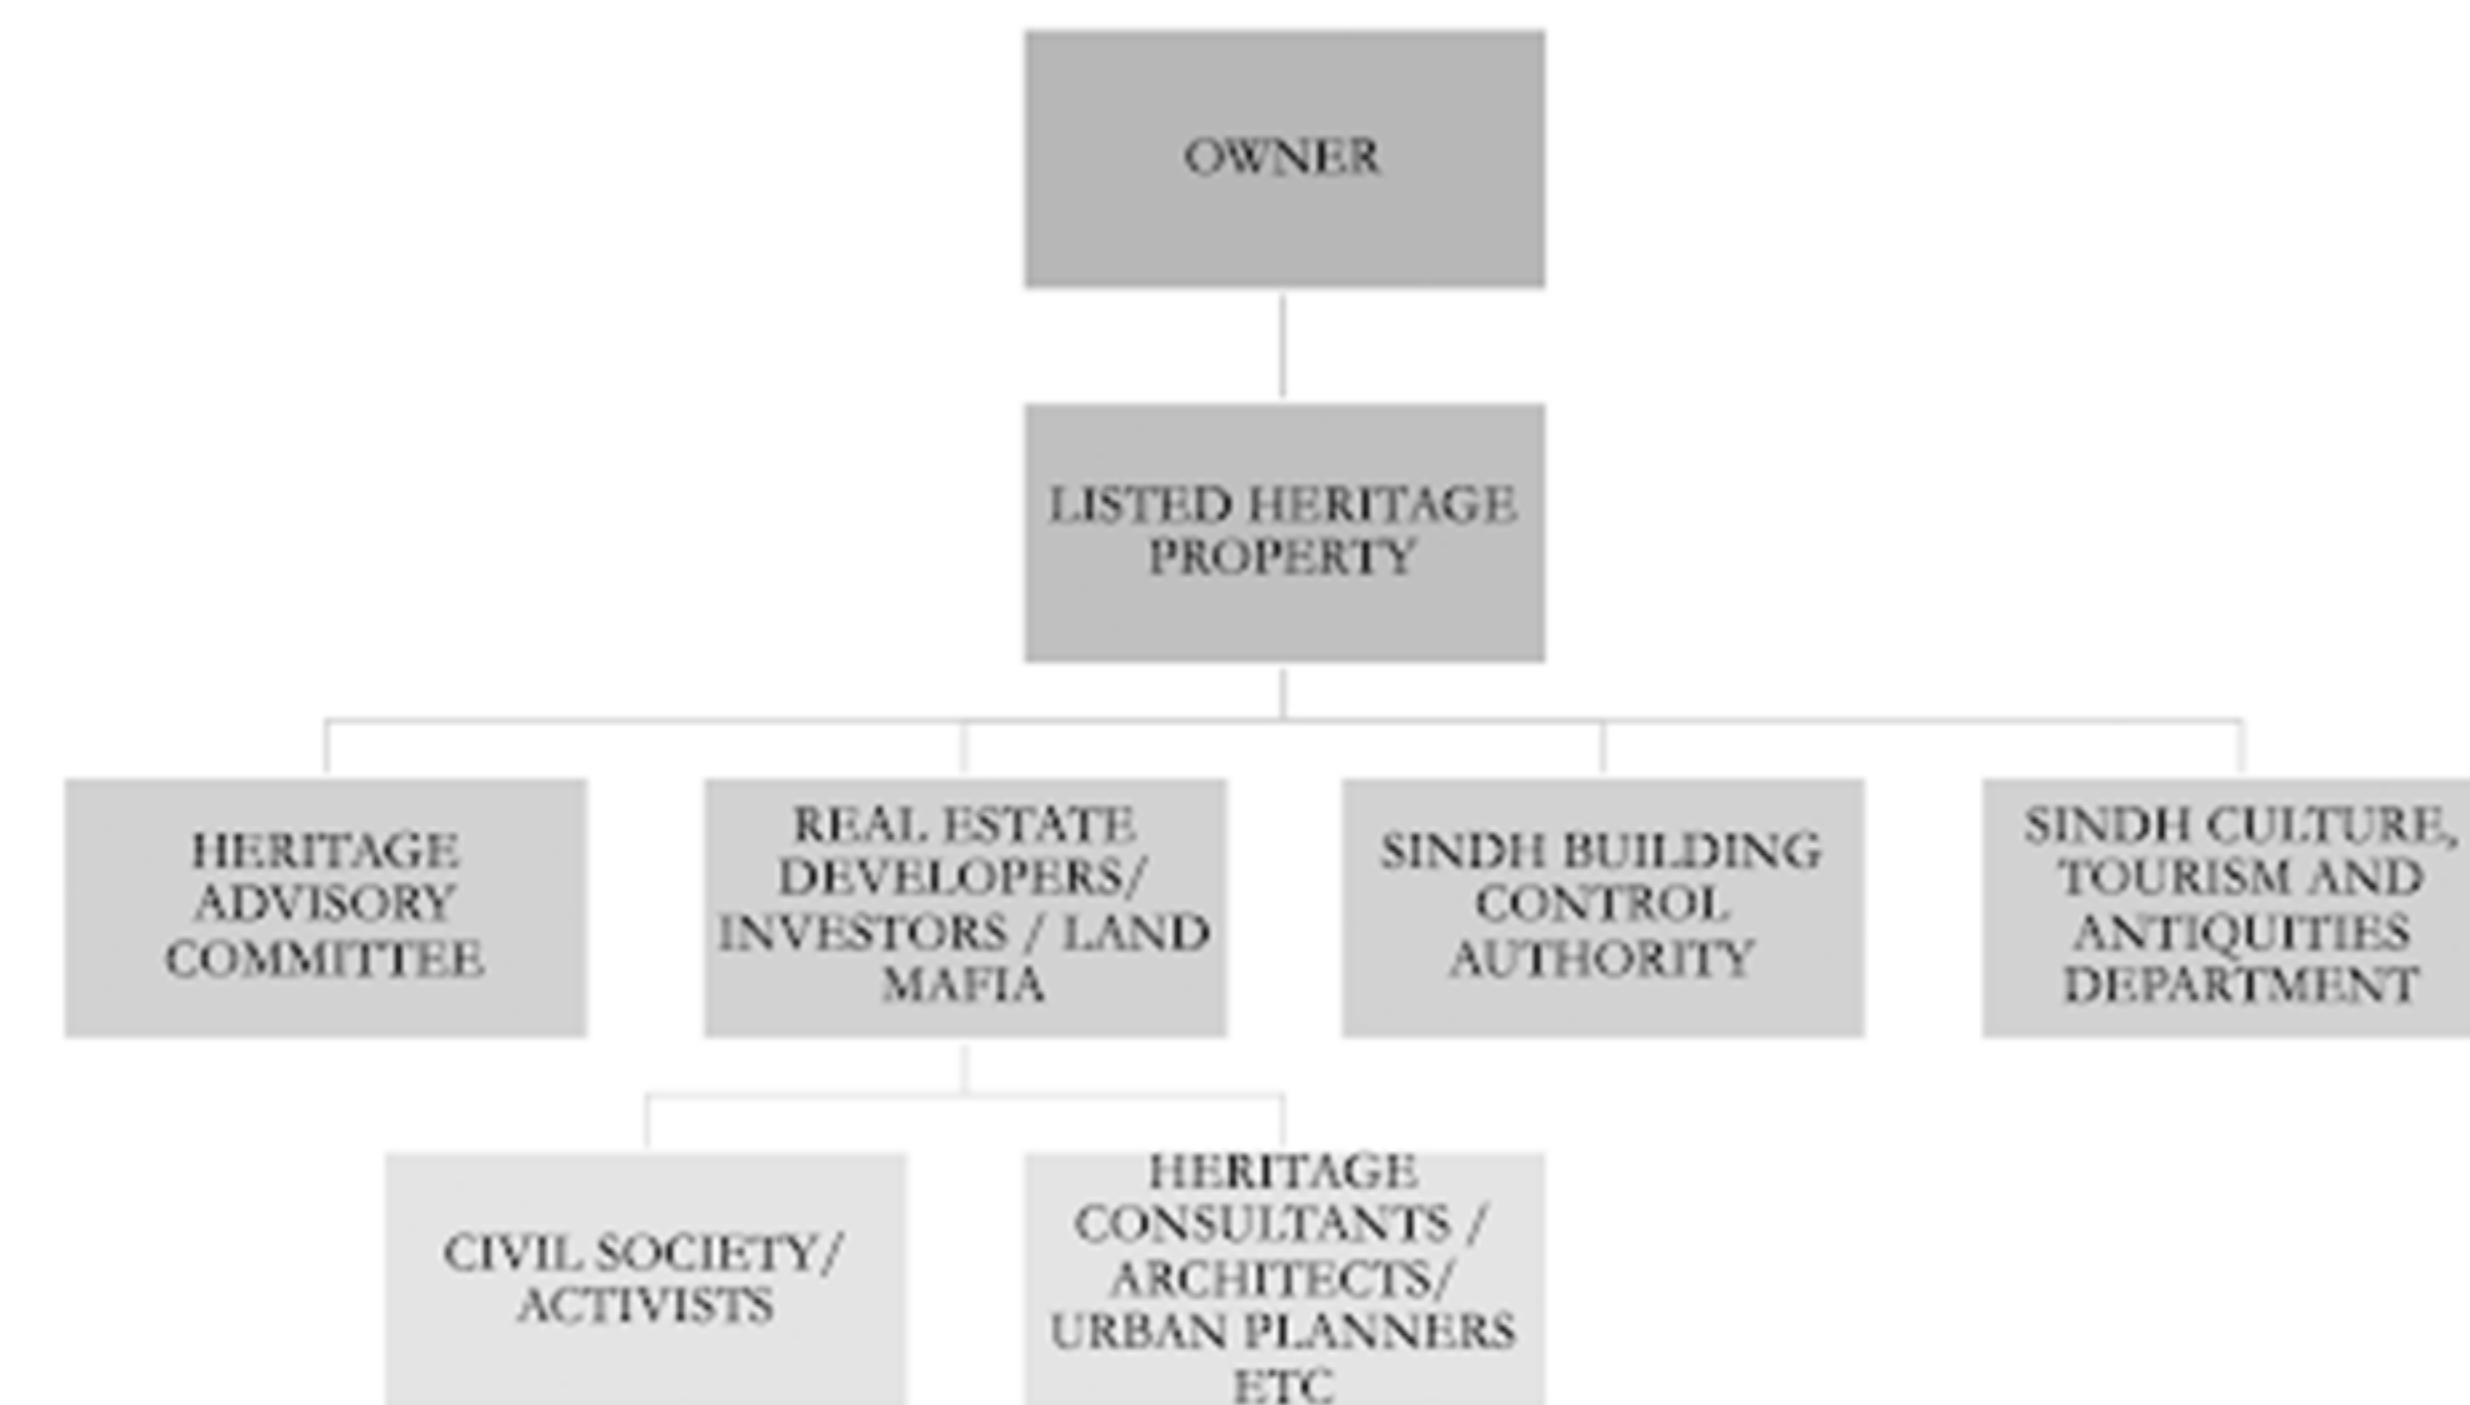 OWNER
LISTED HERITAGE
PROPERTY
HERITAGE
ADVISORY
COMMITTEE
REAL ESTATE
DEVELOPERS/
INVESTORS / LAND
MAFIA
SINDH BUILDING
CONTROL
AUTHORITY
SINDH CULTURE,
TOURISM AND
ANTIQUITIES
DEPARTMENT
CIVIL SOCIETY/
ACTIVISTS
HERITAGE
CONSULTANTS /
ARCHITECTS/
URBAN PLANNERS
ETC